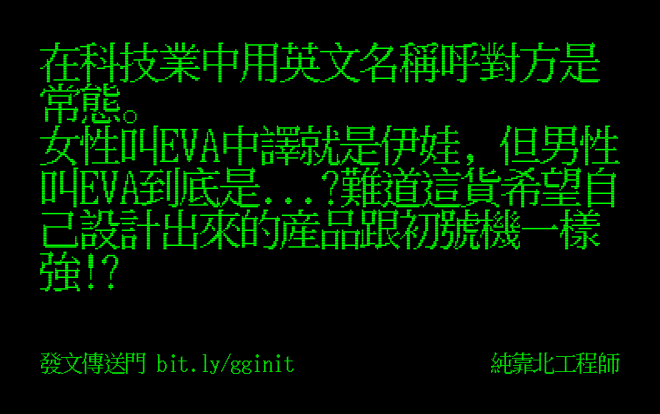 在科技業中用英文名稱呼對方是
常態。
女性叫EVA中譯就是伊娃, 但男性
叫EVA到底是...?難道這貨希望自
己設計出來的産品跟初號機一樣
強!?
發文傳送門 bit.ly/gginit
純靠北工程師